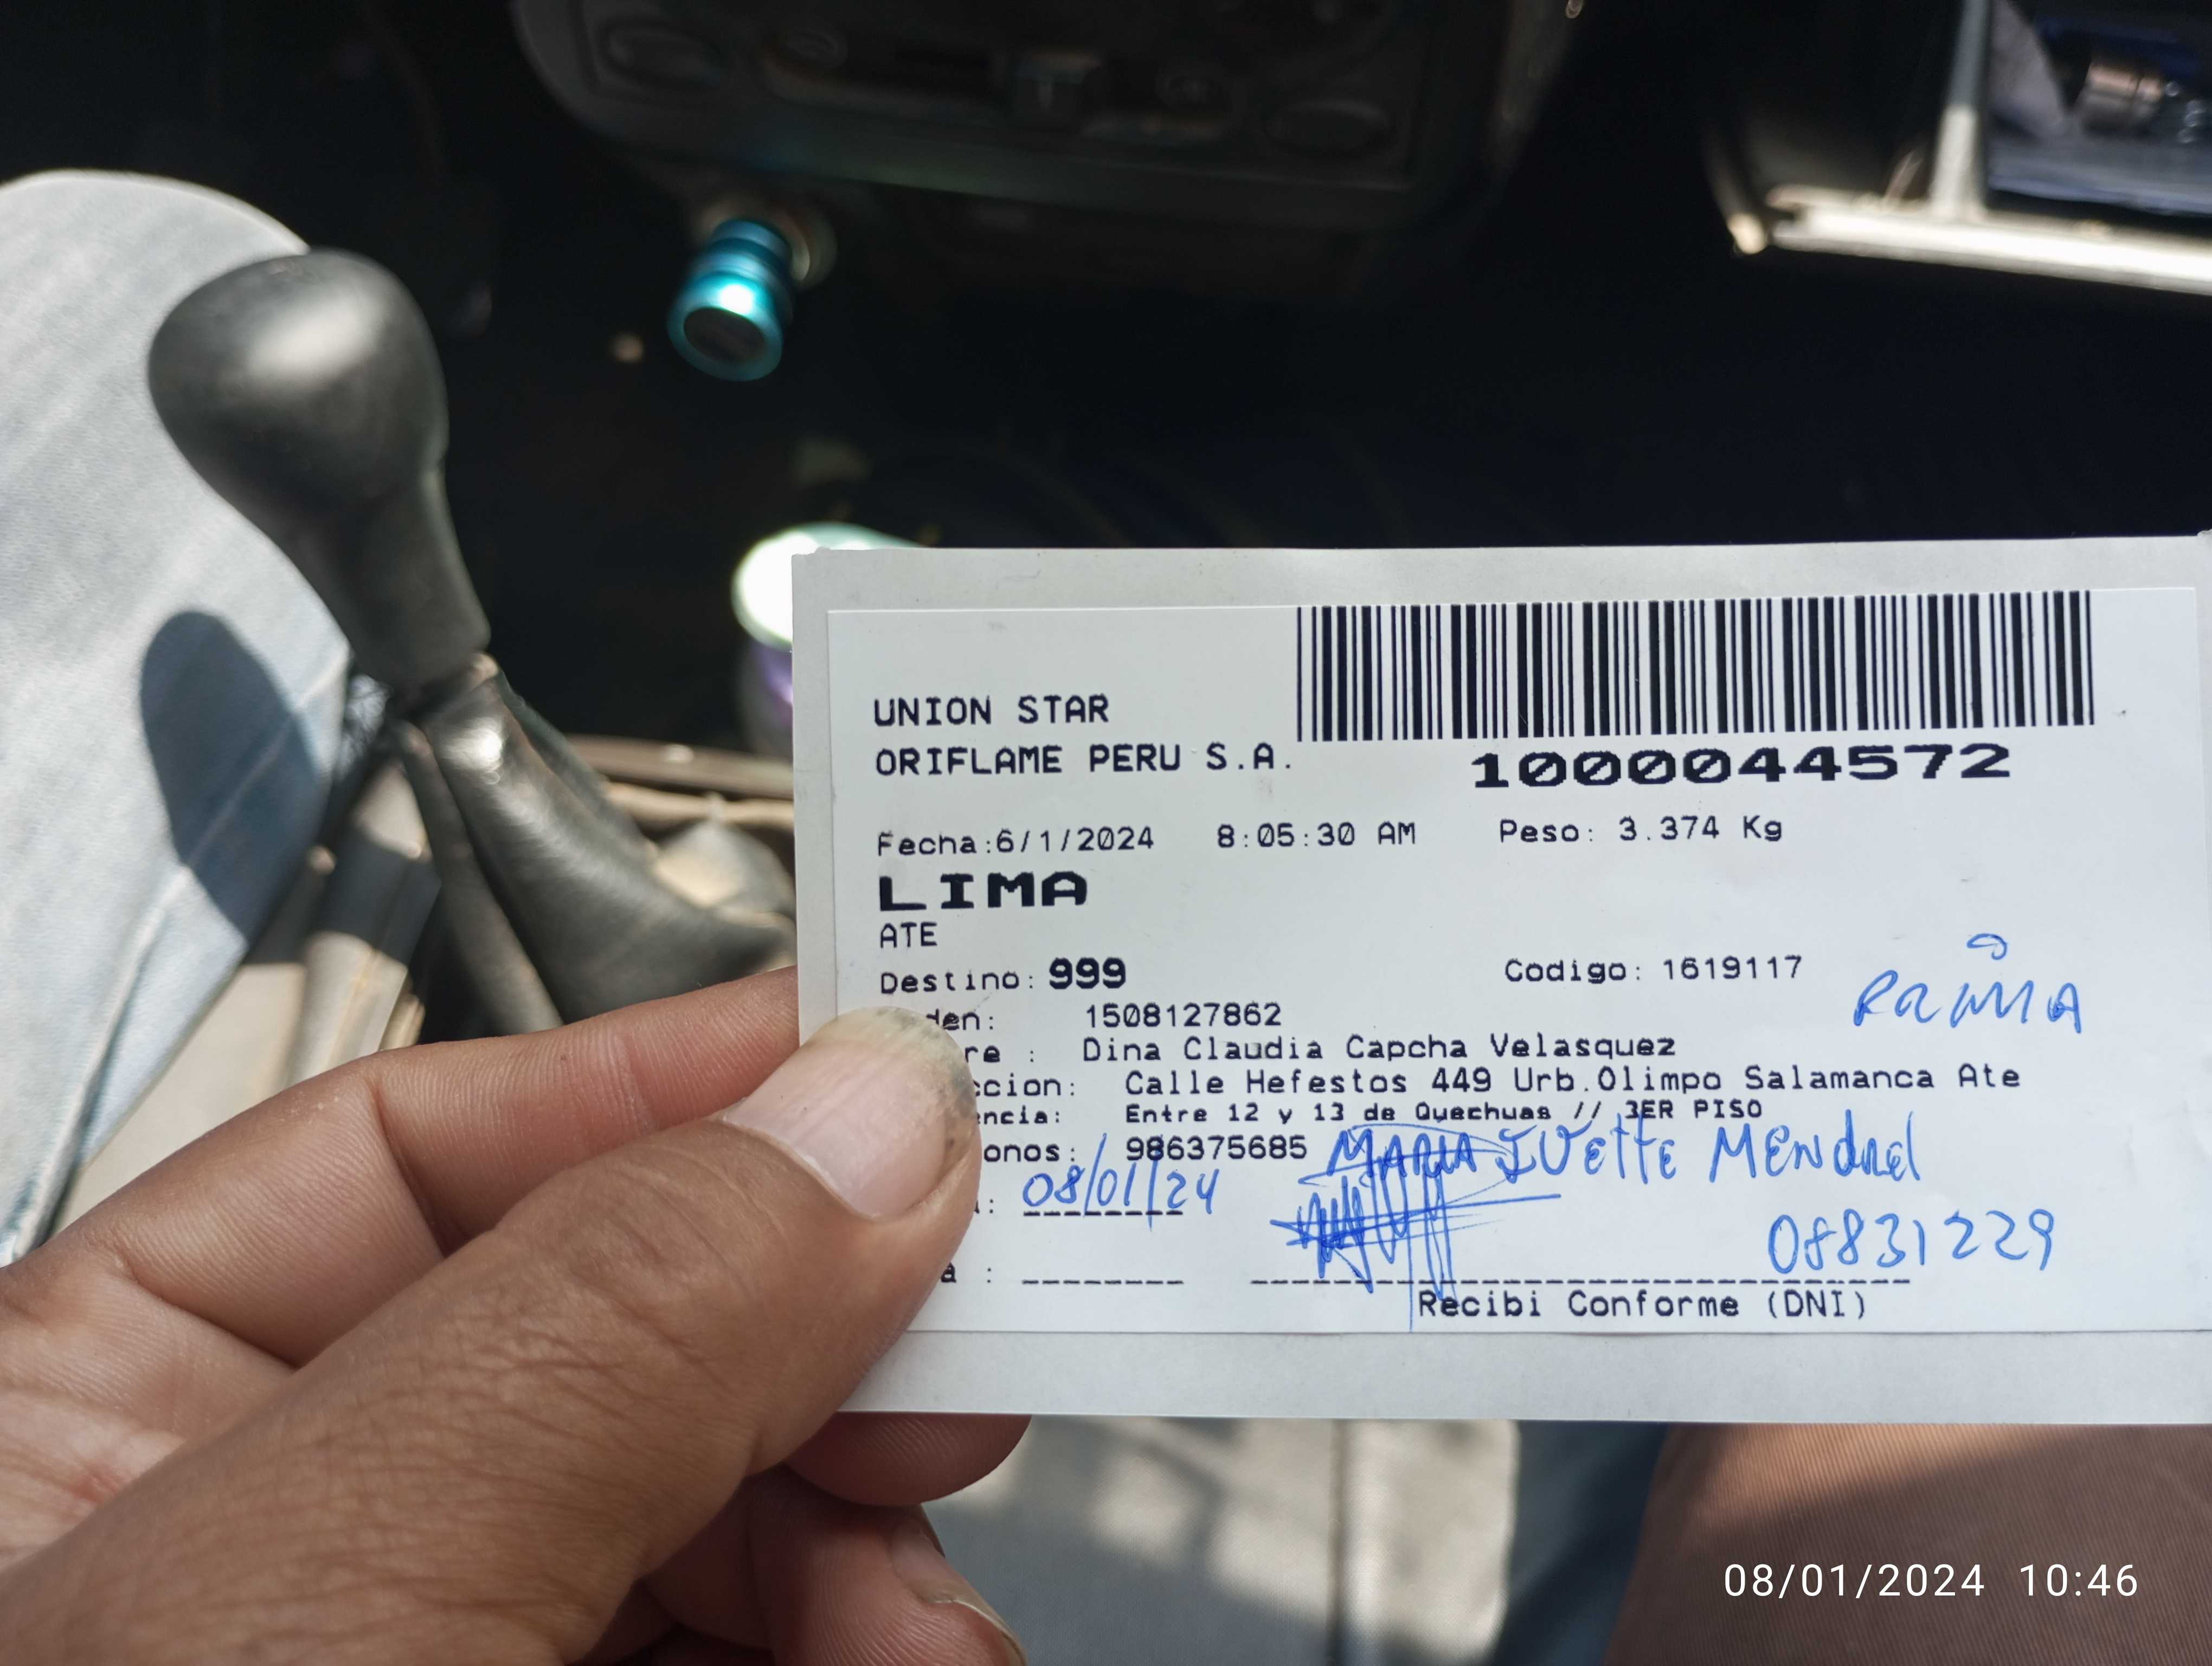 UNION STAR
ORIFLAME PERU S.A.
1000044572
Fecha:6/1/2024 8:05:30 AM Peso: 3.374 Kg
LIMA
ATE
Destino: 999 Codigo: 1619117
den: 1508127862
re : Dina Claudia Capcha Velasquez
ccion: Calle Hefestos 449 Urb.Olimpo Salamanca Ate
encia: Entre 12 y 13 de Quechuas // 3ER PISO
onos: 986375685 MARIA IVettE
: 08/01/24
08831229
a :
Recibi Conforme (DNI)
08/01/2024 10:46